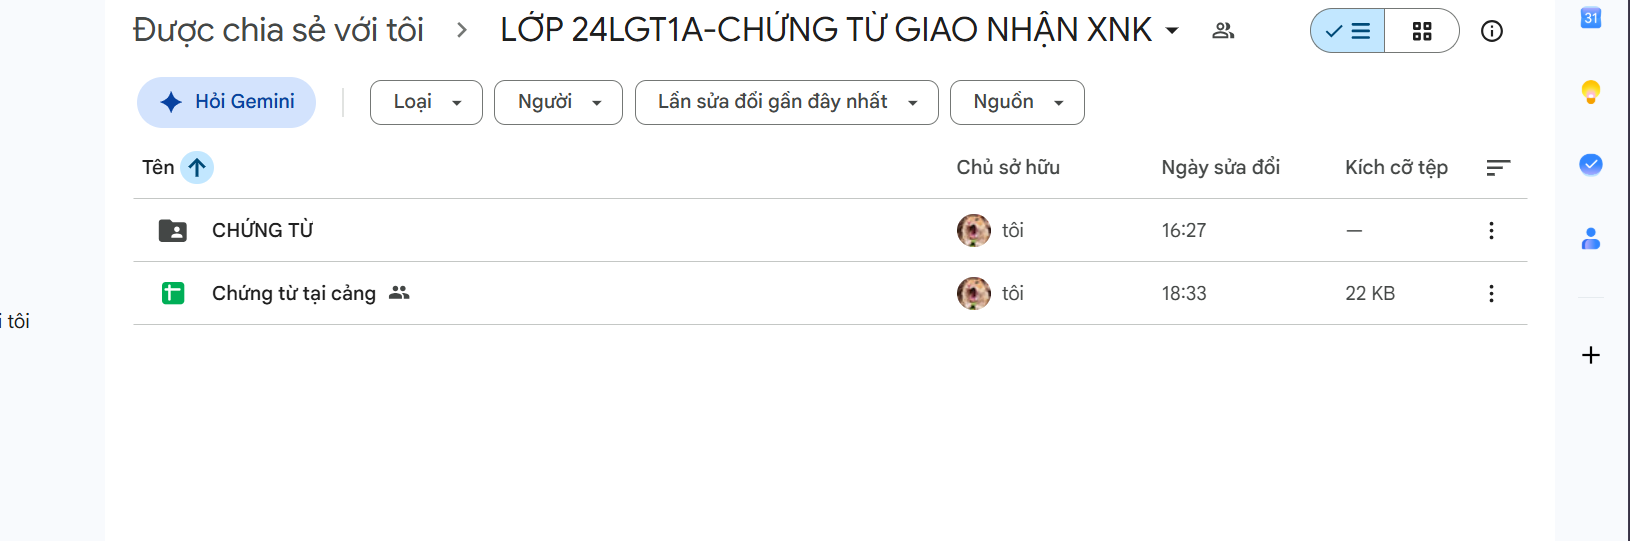 Được chia sẻ với tôi > LỚP 24LGT1A-CHỨNG TỪ GIAO NHẬN XNK
31
Hỏi Gemini Loại Người Lần sửa đổi gần đây nhất Nguồn
Tên Chủ sở hữu Ngày sửa đổi Kích cỡ tệp
CHỨNG TỪ tôi 16:27 —
Chứng từ tại cảng tôi 18:33 22 KB
i tôi